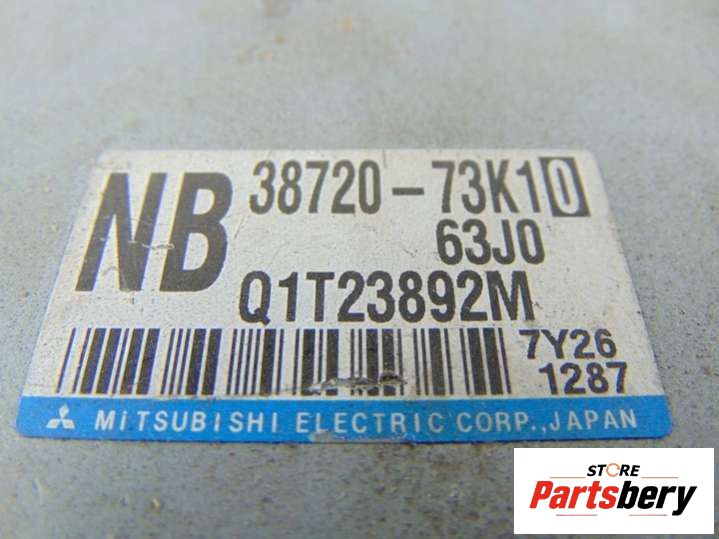 NB
38720-73K10
63J0
Q1T23892M
7Y26
1287
MITSUBISHI ELECTRIC CORP., JAPAN
STORE
Partsbery